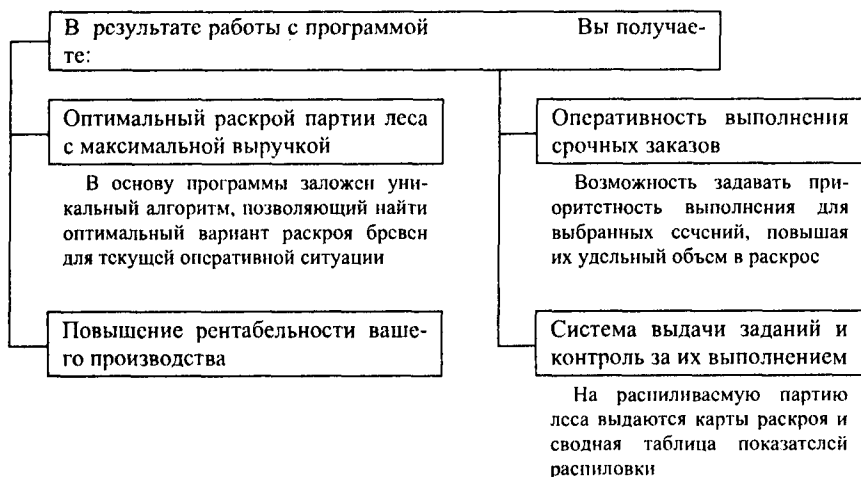 В результате работы с программой Вы получае-
те:
Оптимальный раскрой партии леса
с максимальной выручкой
В основу программы заложен уни-
кальный алгоритм, позволяющий найти
оптимальный вариант раскроя бревен
для текущей оперативной ситуации
Повышение рентабельности ваше-
го производства
Оперативность выполнения
срочных заказов
Возможность задавать при-
оритетность выполнения для
выбранных сечений, повышая
их удельный объем в раскрое
Система выдачи заданий и
контроль за их выполнением
На распиливаемую партию
леса выдаются карты раскроя и
сводная таблица показателей
распиловки